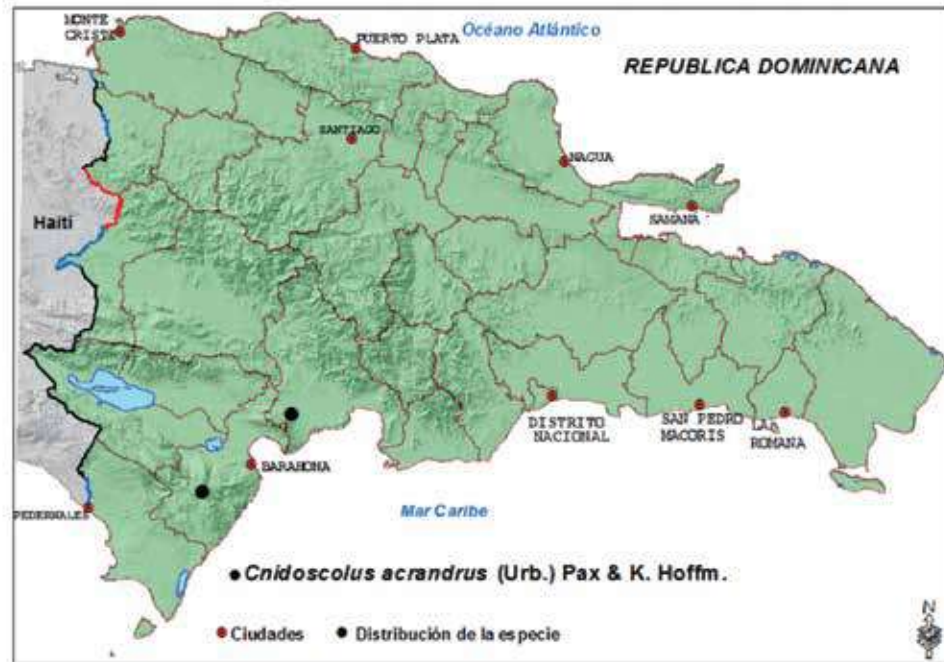 MONTE
CRISTI
PUERTO PLATA
Océano Atlántico
REPUBLICA DOMINICANA
SANTIAGO
NAGUA
SAMANA
Haití
DISTRITO
NACIONAL
SAN PEDRO
MACORIS
LA
ROMANA
BARAHONA
PEDERNALES
Mar Caribe
Cnidoscolus acrandrus (Urb.) Pax & K. Hoffm.
Ciudades
Distribución de la especie
N